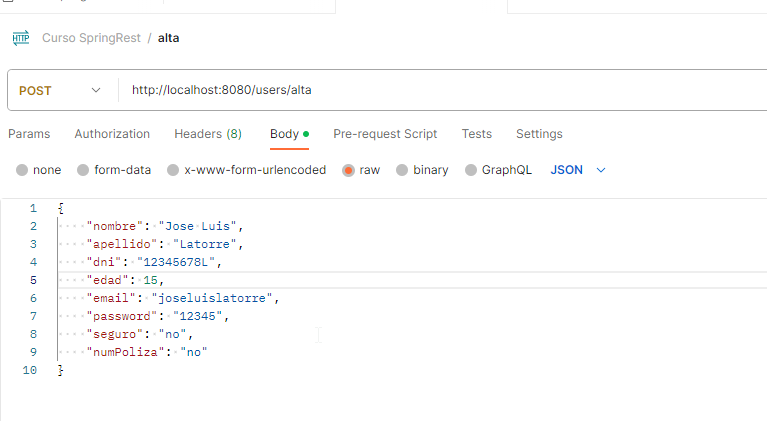 HTTP Curso SpringRest / alta
POST http://localhost:8080/users/alta
Params Authorization Headers (8) Body Pre-request Script Tests Settings
none form-data x-www-form-urlencoded raw binary GraphQL JSON
1 {
2 "nombre": "Jose Luis",
3 "apellido": "Latorre",
4 "dni": "12345678L",
5 "edad": 15,
6 "email": "joseluislatorre",
7 "password": "12345",
8 "seguro": "no",
9 "numPoliza": "no"
10 }